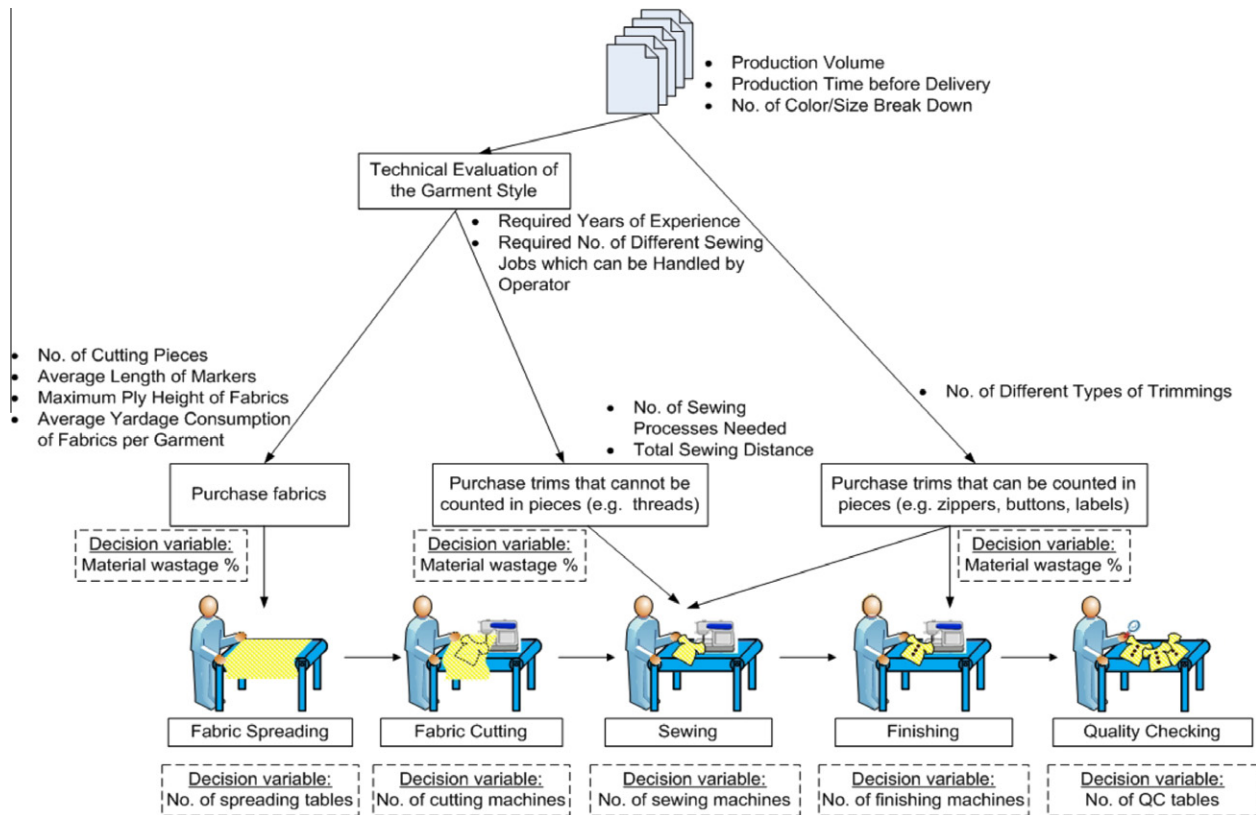 • Production Volume
• Production Time before Delivery
• No. of Color/Size Break Down
Technical Evaluation of
the Garment Style
• Required Years of Experience
• Required No. of Different Sewing
Jobs which can be Handled by
Operator
• No. of Cutting Pieces
• Average Length of Markers
• Maximum Ply Height of Fabrics
• Average Yardage Consumption
of Fabrics per Garment
• No. of Sewing
Processes Needed
• Total Sewing Distance
• No. of Different Types of Trimmings
Purchase fabrics
Purchase trims that cannot be
counted in pieces (e.g. threads)
Purchase trims that can be counted in
pieces (e.g. zippers, buttons, labels)
Decision variable:
Material wastage %
Decision variable:
Material wastage %
Decision variable:
Material wastage %
Fabric Spreading
Fabric Cutting
Sewing
Finishing
Quality Checking
Decision variable:
No. of spreading tables
Decision variable:
No. of cutting machines
Decision variable:
No. of sewing machines
Decision variable:
No. of finishing machines
Decision variable:
No. of QC tables